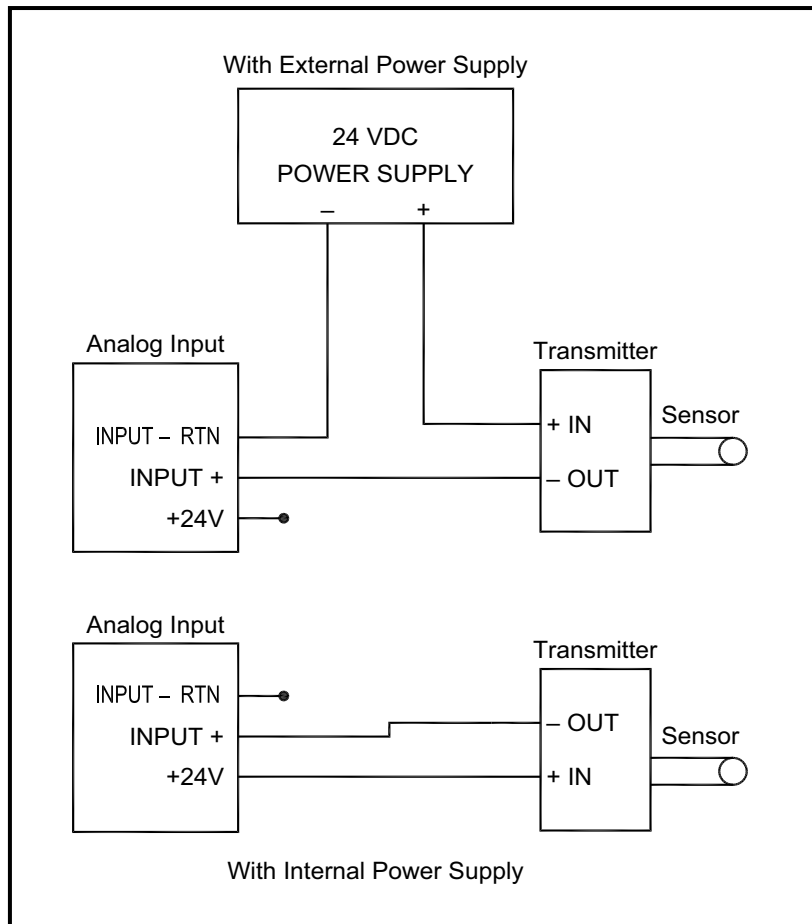 With External Power Supply
24 VDC
POWER SUPPLY
– +
Analog Input
INPUT – RTN
INPUT +
+24V
Transmitter
+ IN
– OUT
Sensor
Analog Input
INPUT – RTN
INPUT +
+24V
Transmitter
– OUT
+ IN
Sensor
With Internal Power Supply